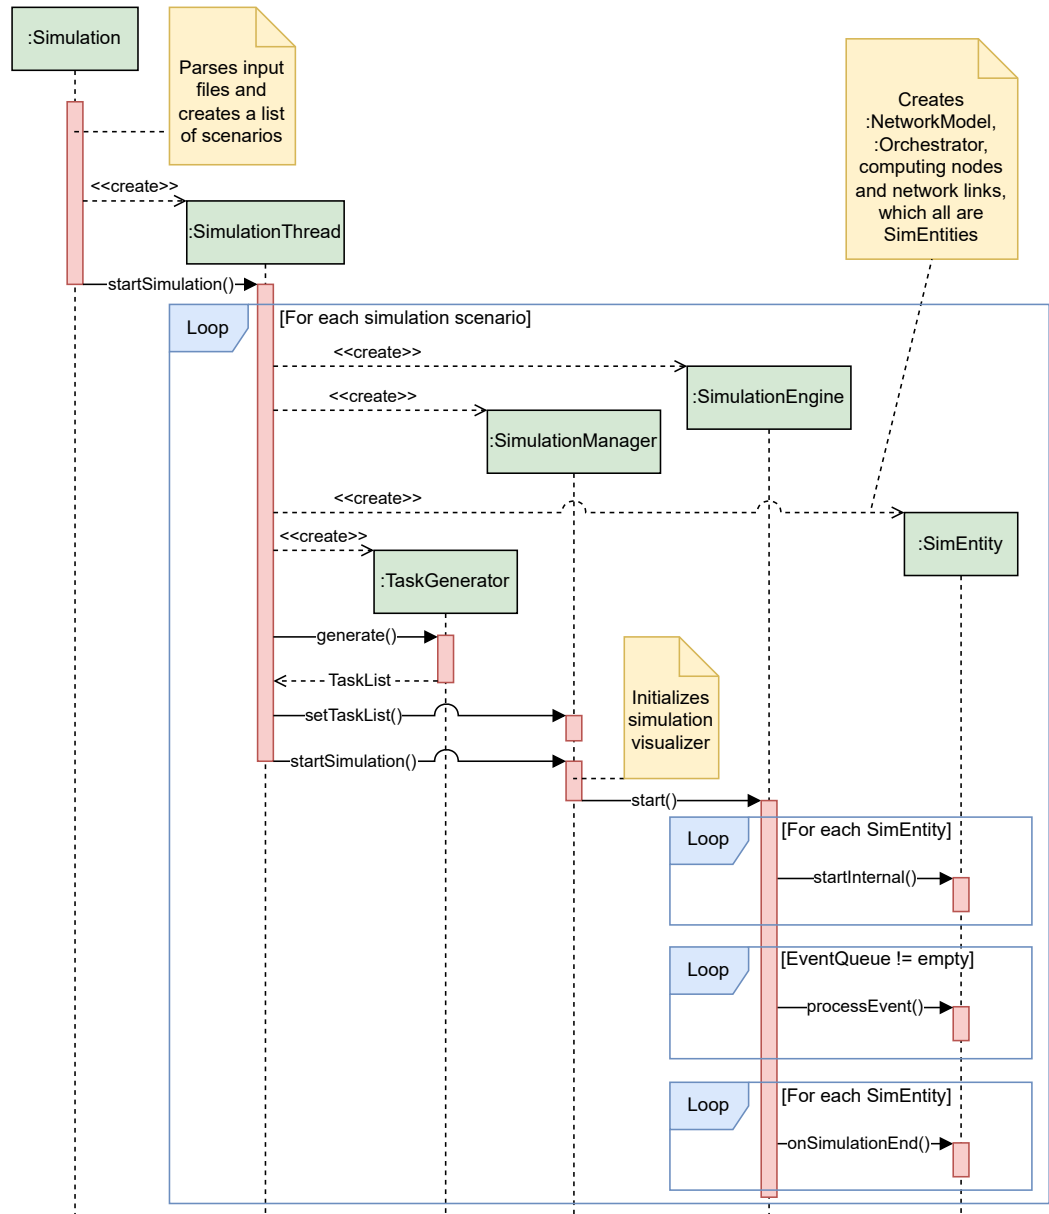 :Simulation
Parses input
files and
creates a list
of scenarios
Creates
:NetworkModel,
:Orchestrator,
computing nodes
and network links,
which all are
SimEntities
<<create>>
:SimulationThread
startSimulation()
Loop
[For each simulation scenario]
<<create>>
:SimulationEngine
<<create>>
:SimulationManager
<<create>>
:SimEntity
<<create>>
:TaskGenerator
generate()
TaskList
setTaskList()
Initializes
simulation
visualizer
startSimulation()
start()
Loop
[For each SimEntity]
startInternal()
Loop
[EventQueue != empty]
processEvent()
Loop
[For each SimEntity]
onSimulationEnd()